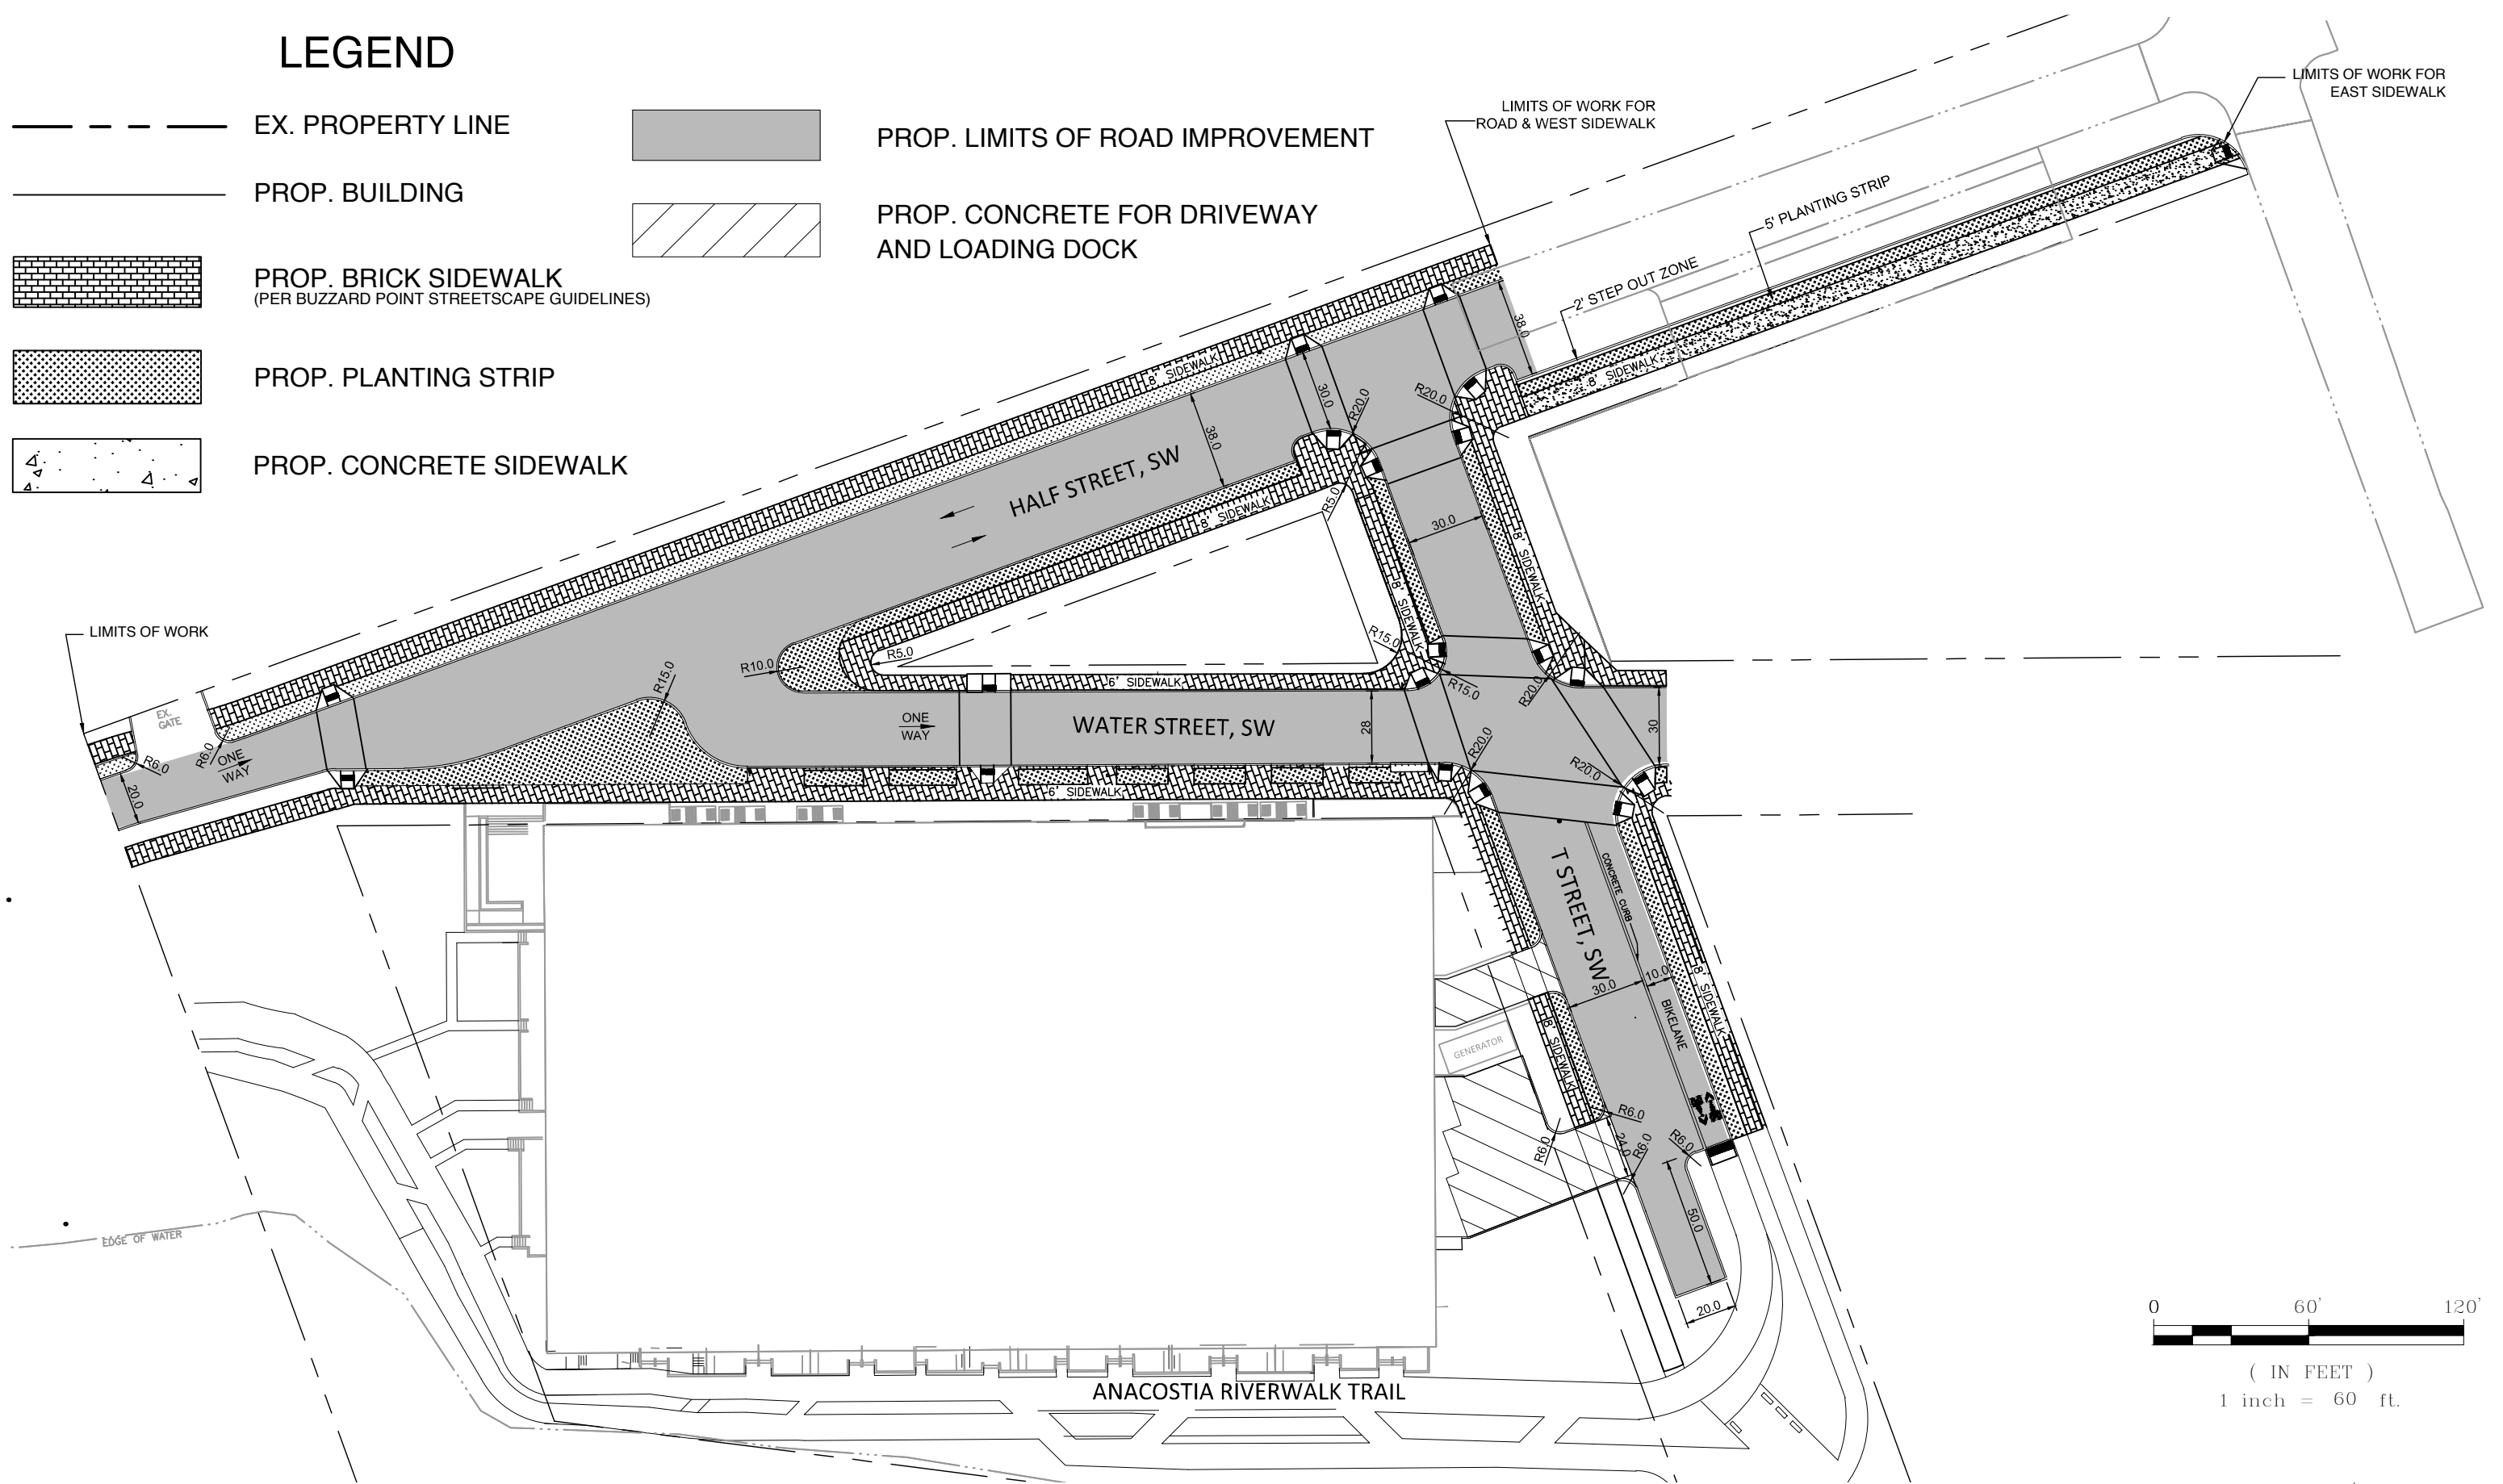 LEGEND
EX. PROPERTY LINE
PROP. BUILDING
PROP. BRICK SIDEWALK
(PER BUZZARD POINT STREETSCAPE GUIDELINES)
PROP. PLANTING STRIP
PROP. CONCRETE SIDEWALK
PROP. LIMITS OF ROAD IMPROVEMENT
PROP. CONCRETE FOR DRIVEWAY
AND LOADING DOCK
LIMITS OF WORK FOR
ROAD & WEST SIDEWALK
LIMITS OF WORK FOR
EAST SIDEWALK
5' PLANTING STRIP
2' STEP OUT ZONE
38.0
8' SIDEWALK
8' SIDEWALK
30.0
R20.0
R20.0
38.0
HALF STREET, SW
8' SIDEWALK
R5.0
30.0
8' SIDEWALK
8' SIDEWALK
LIMITS OF WORK
R15.0
R10.0
R5.0
R15.0
6' SIDEWALK
R15.0
R20.0
EX.
GATE
R6.0
R6.0
ONE
WAY
20.0
ONE
WAY
WATER STREET, SW
28
30
R20.0
R20.0
6' SIDEWALK
T STREET, SW
CONCRETE CURB
30.0
10.0
8' SIDEWALK
BIKELANE
GENERATOR
8' SIDEWALK
R6.0
R6.0
24.0
R6.0
R6.0
50.0
20.0
EDGE OF WATER
ANACOSTIA RIVERWALK TRAIL
0 60' 120'
( IN FEET )
1 inch = 60 ft.